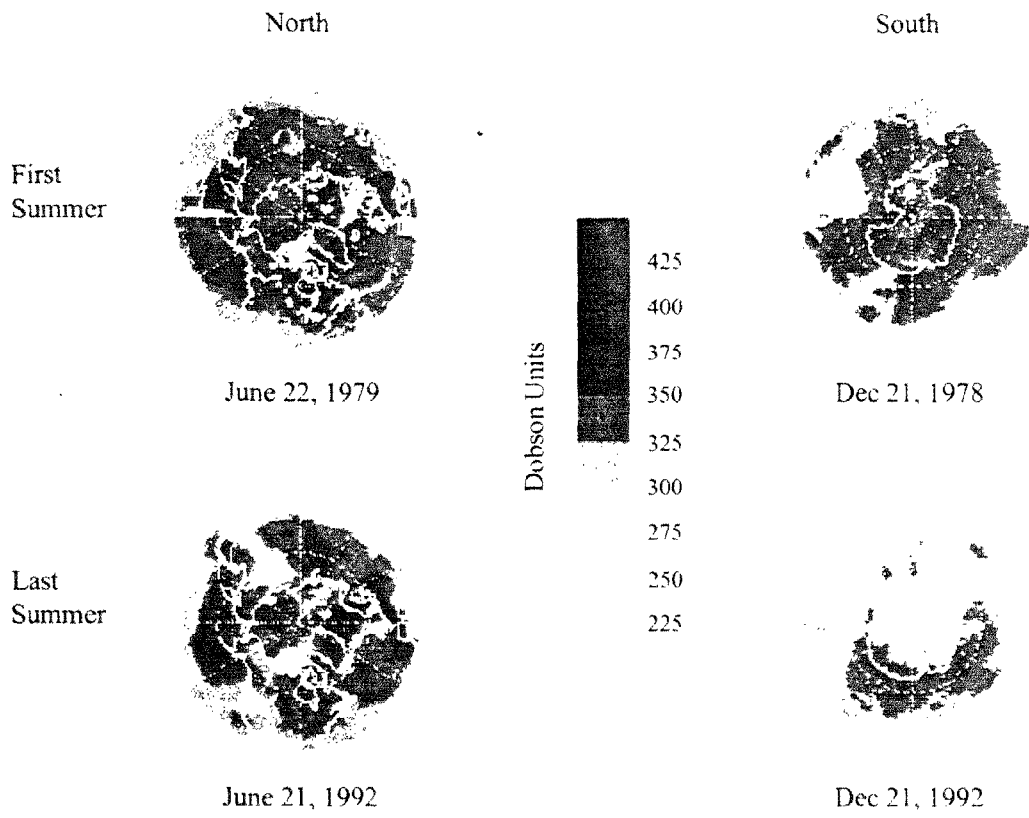 North
South
First
Summer
June 22, 1979
Dec 21, 1978
Dobson Units
425
400
375
350
325
300
275
250
225
Last
Summer
June 21, 1992
Dec 21, 1992